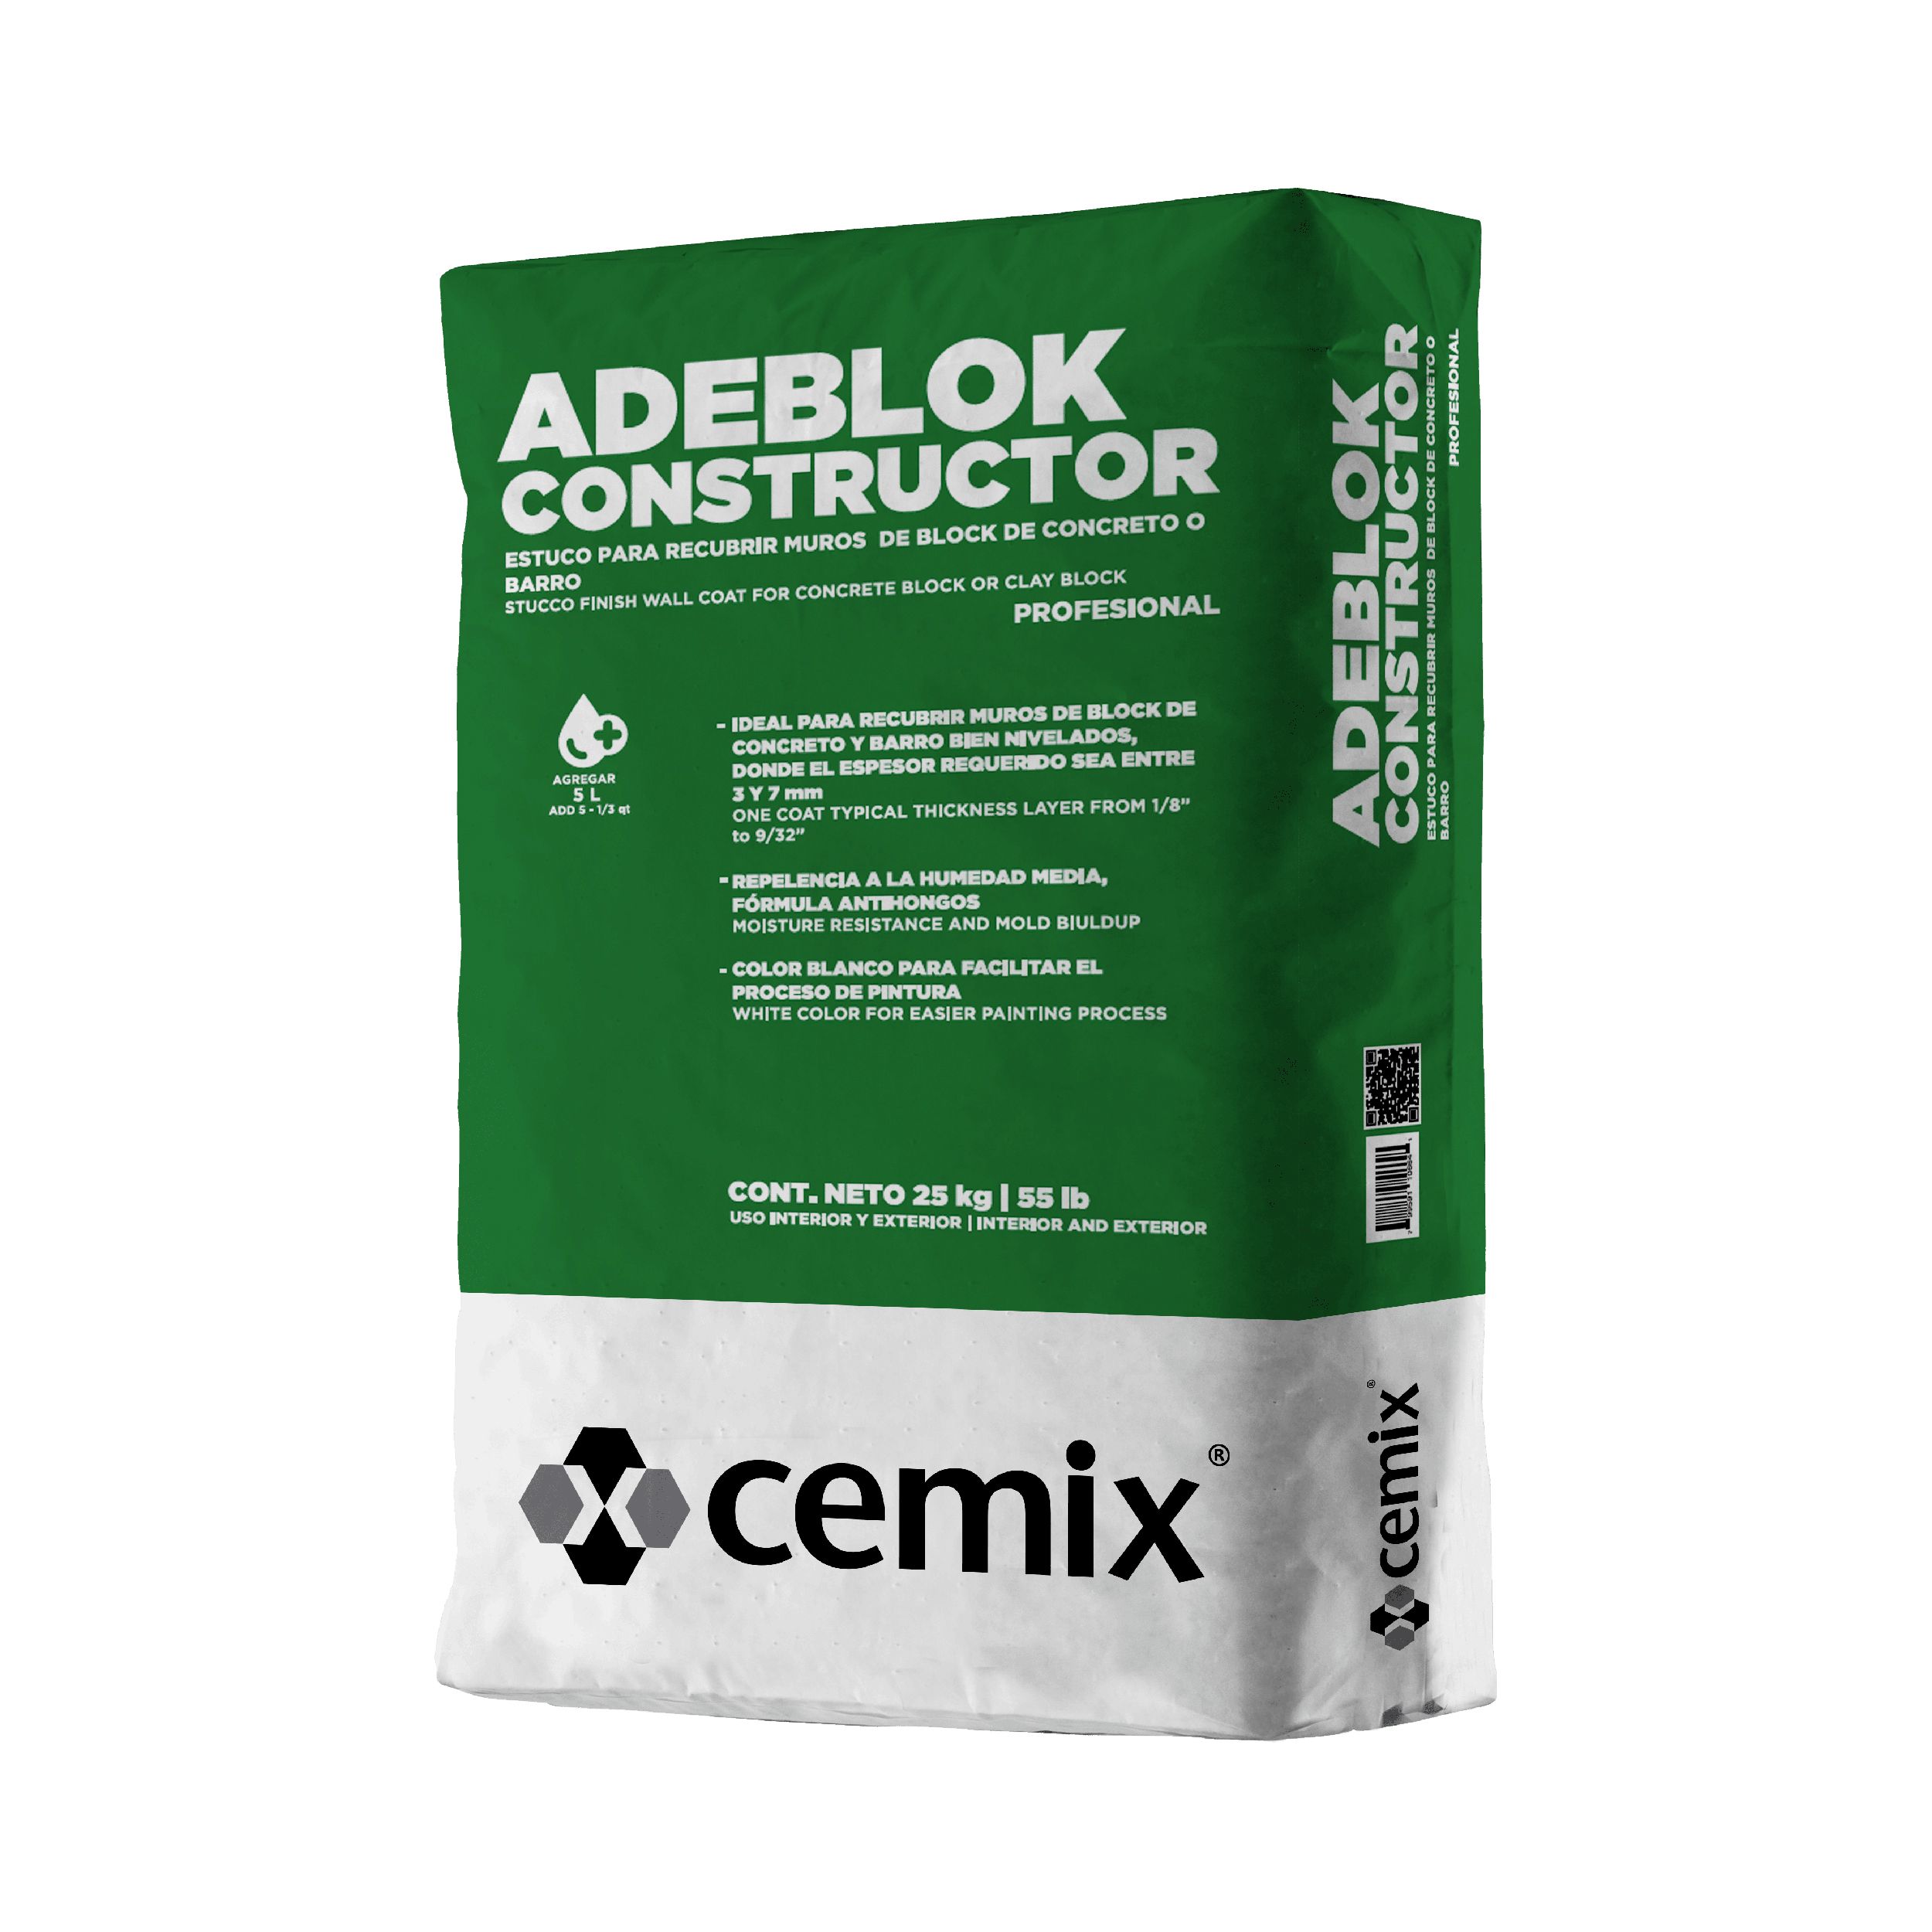 ADEBLOK
CONSTRUCTOR
ESTUCO PARA RECUBRIR MUROS DE BLOCK DE CONCRETO O
BARRO
STUCCO FINISH WALL COAT FOR CONCRETE BLOCK OR CLAY BLOCK
PROFESIONAL
AGREGAR
5 L
ADD 5 - 1/3 qt
- IDEAL PARA RECUBRIR MUROS DE BLOCK DE
CONCRETO Y BARRO BIEN NIVELADOS,
DONDE EL ESPESOR REQUERIDO SEA ENTRE
3 Y 7 mm
ONE COAT TYPICAL THICKNESS LAYER FROM 1/8"
to 9/32"
- REPELENCIA A LA HUMEDAD MEDIA,
FÓRMULA ANTIHONGOS
MOISTURE RESISTANCE AND MOLD BIULDUP
- COLOR BLANCO PARA FACILITAR EL
PROCESO DE PINTURA
WHITE COLOR FOR EASIER PAINTING PROCESS
CONT. NETO 25 kg | 55 lb
USO INTERIOR Y EXTERIOR | INTERIOR AND EXTERIOR
cemix®
ADEBLOK
CONSTRUCTOR
ESTUCO PARA RECUBRIR MUROS DE BLOCK DE CONCRETO O
BARRO
PROFESIONAL
cemix®